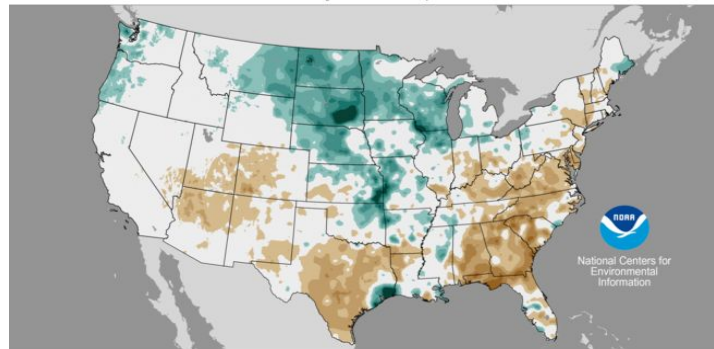 NOAA
National Centers for
Environmental
Information